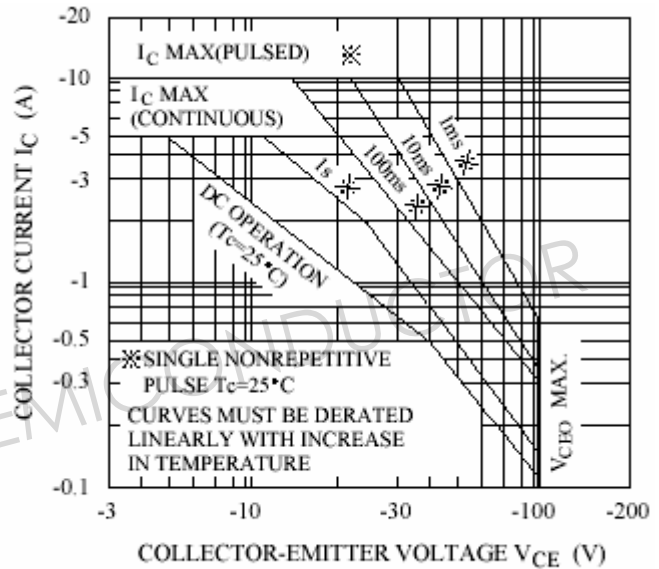 COLLECTOR CURRENT IC (A)
-20
-10
-5
-3
-1
-0.5
-0.3
-0.1
IC MAX(PULSED) ※
IC MAX
(CONTINUOUS)
1ms ※
10ms ※
100ms ※
1s ※
DC OPERATION
(Tc=25°C)
※SINGLE NONREPETITIVE
PULSE Tc=25°C
CURVES MUST BE DERATED
LINEARLY WITH INCREASE
IN TEMPERATURE
VCEO MAX.
-3
-10
-30
-100
-200
COLLECTOR-EMITTER VOLTAGE VCE (V)
EMICONDUCTOR